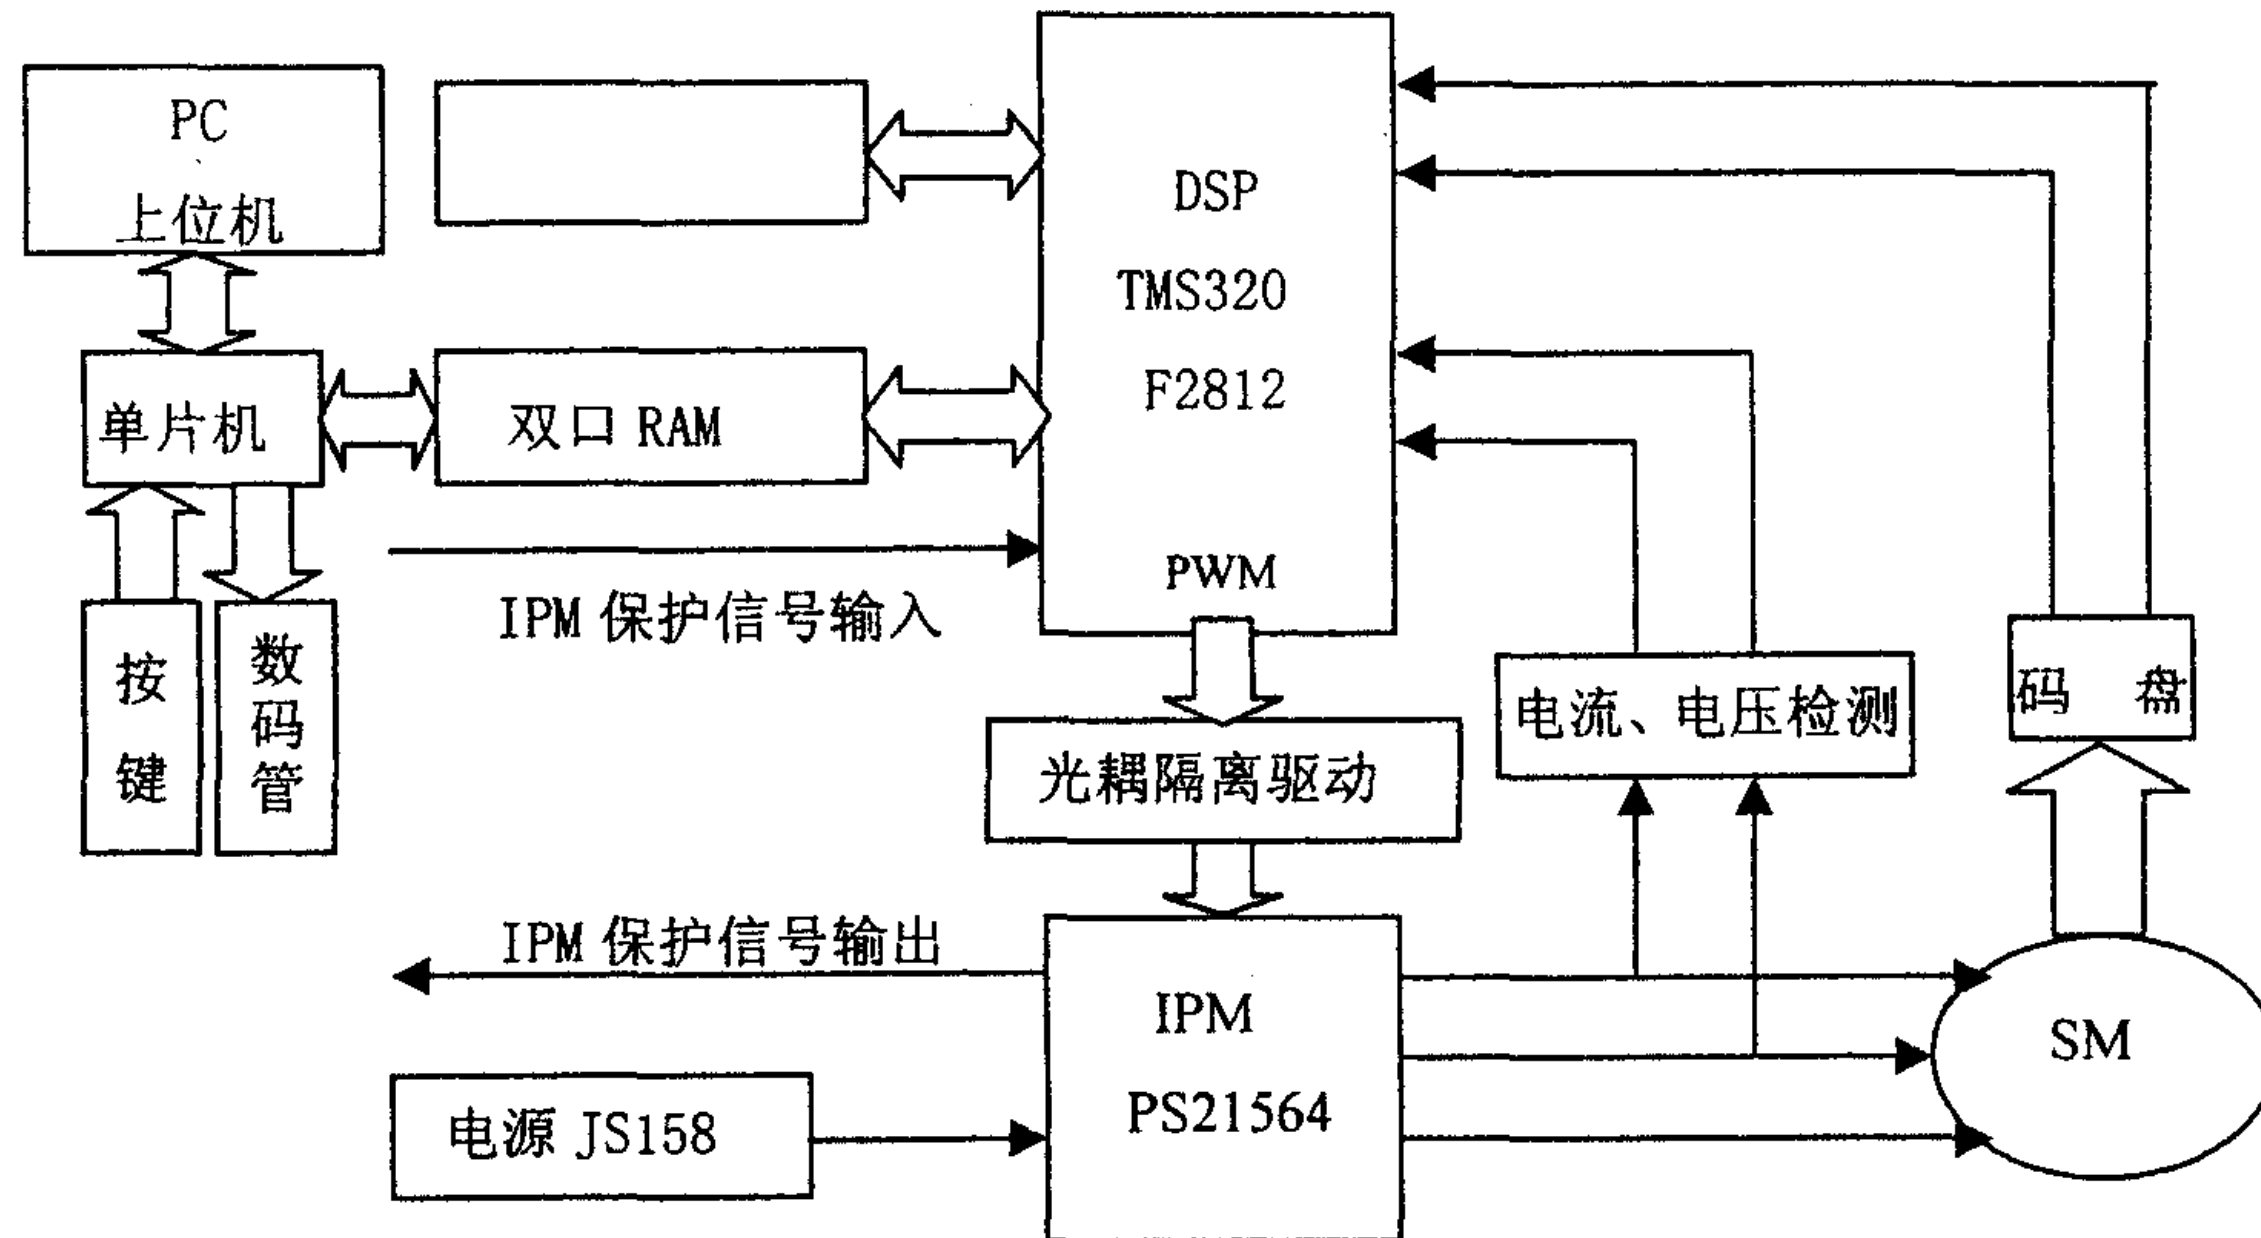 PC
上位机
DSP
TMS320
F2812
PWM
单片机
双口 RAM
IPM 保护信号输入
按
键
数
码
管
电流、电压检测
码 盘
光耦隔离驱动
IPM 保护信号输出
IPM
PS21564
SM
电源 JS158